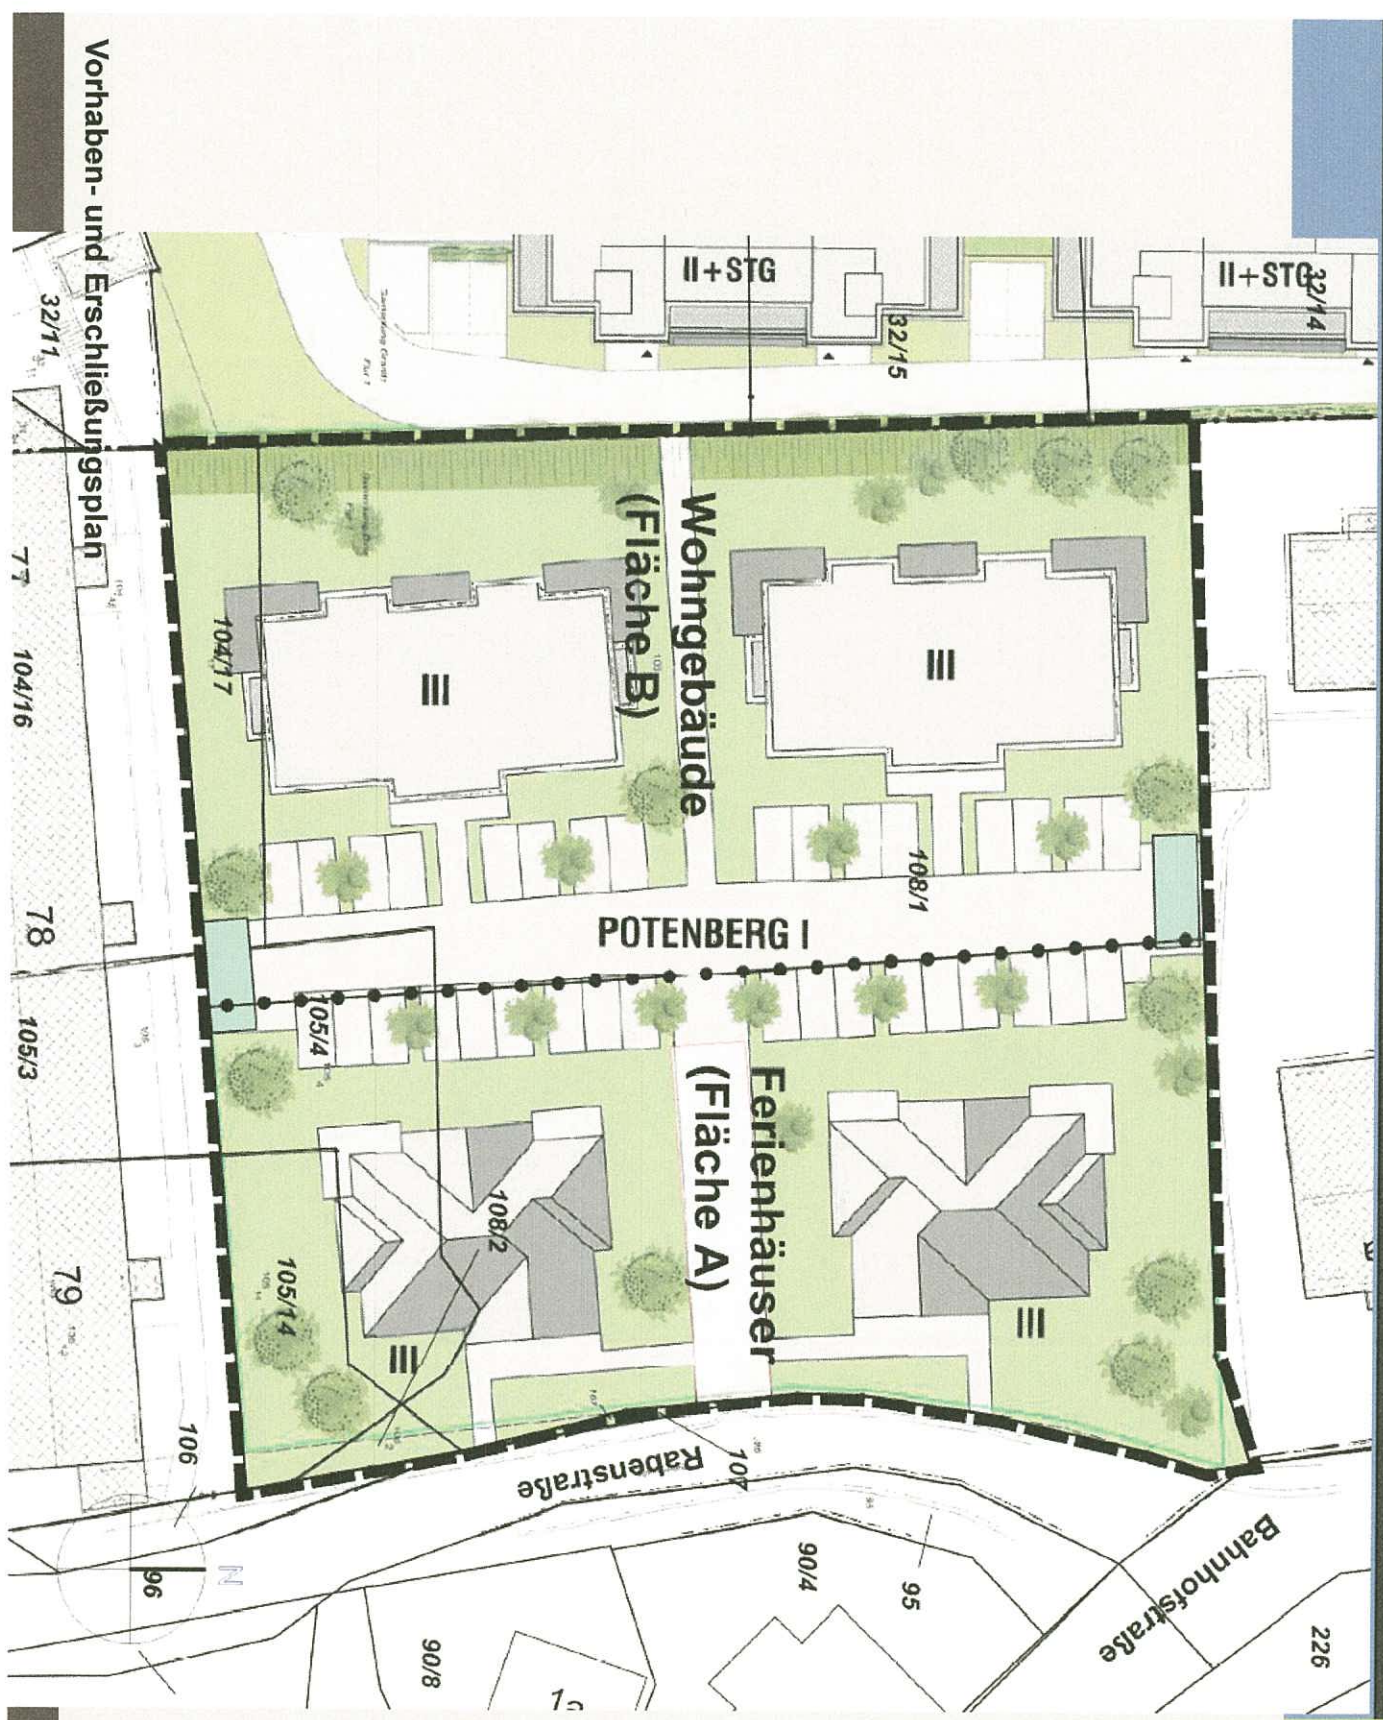 Vorhaben- und Erschließungsplan
II+STG
II+STG
32/14
32/15
32/11
Flur 1
Wohngebäude
(Fläche B)
III
III
104/17
77
104/16
108/1
POTENBERG I
78
105/4
105/3
Ferienhäuser
(Fläche A)
108/2
105/14
III
III
79
106
107
Rabenstraße
Bahnhofstraße
N
96
90/4
95
90/8
226